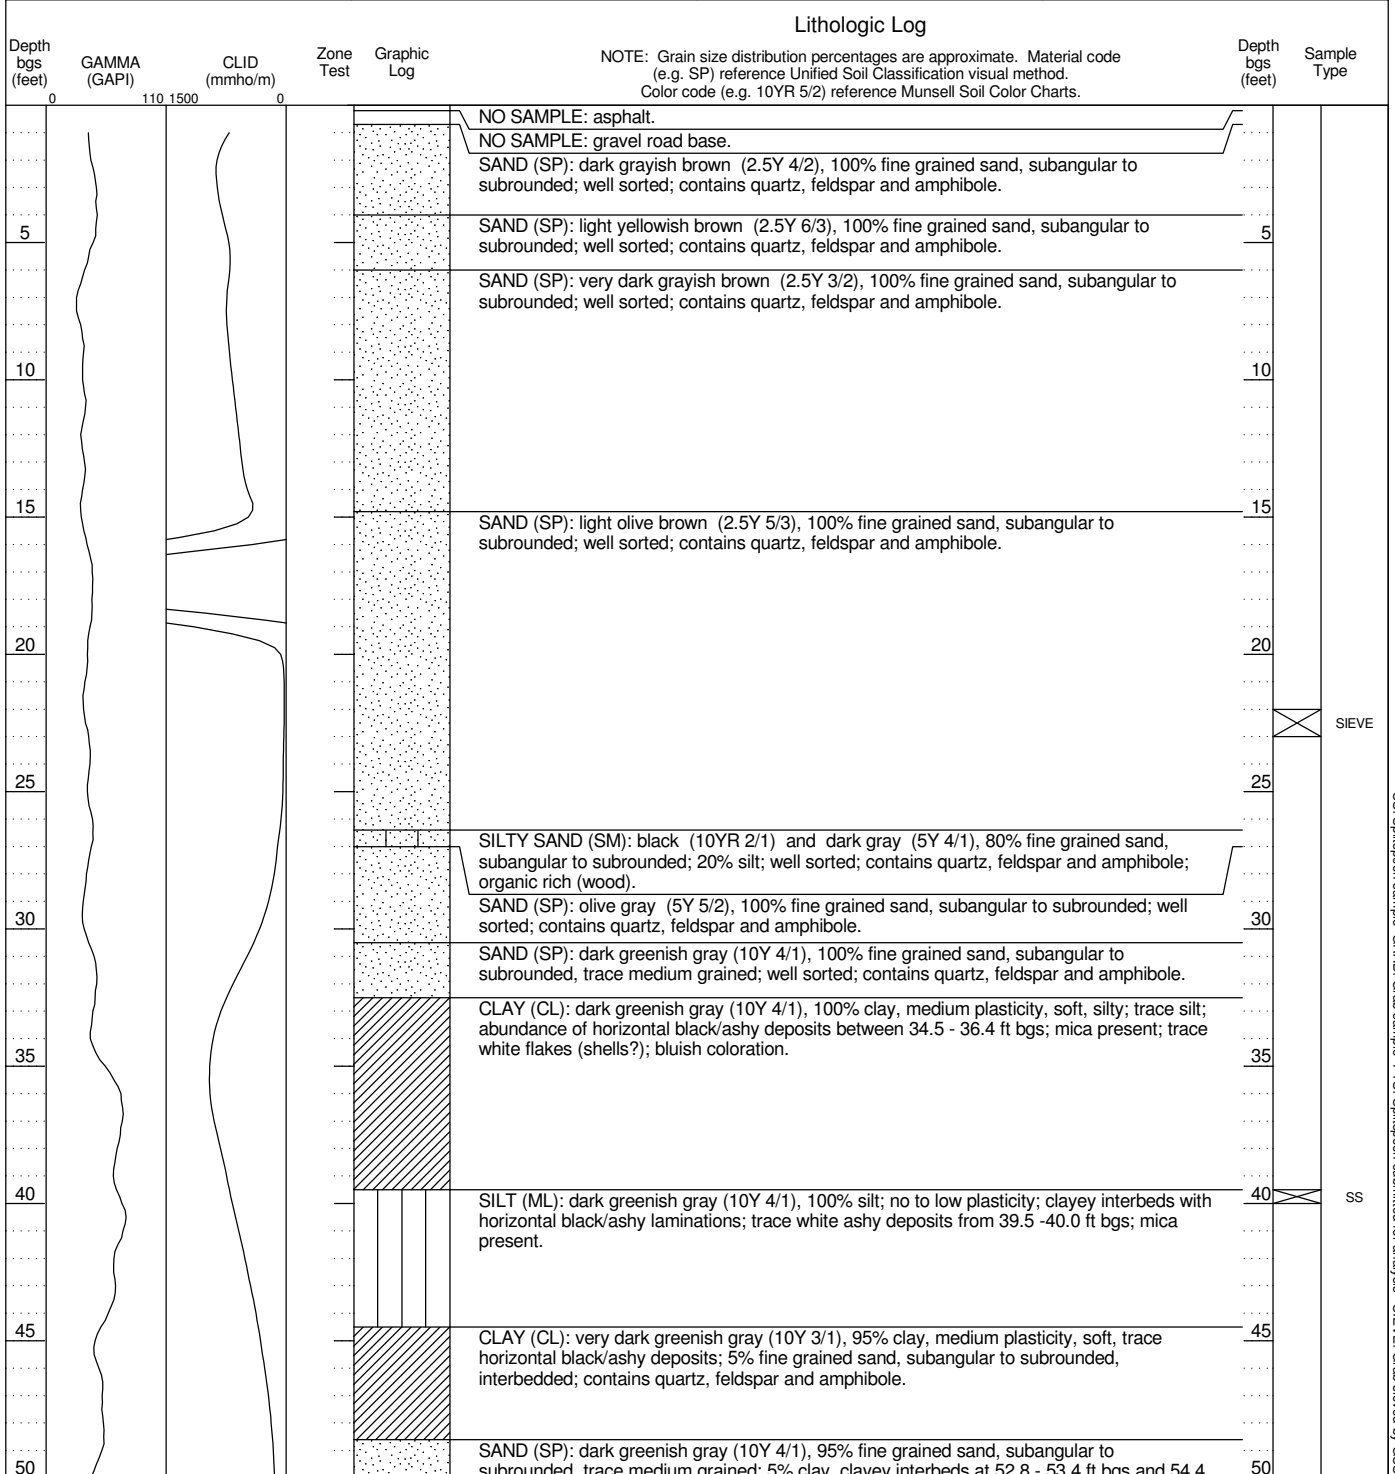 Lithologic Log
Depth
bgs
(feet)
GAMMA
(GAPI)
CLID
(mmho/m)
Zone
Test
Graphic
Log
NOTE: Grain size distribution percentages are approximate. Material code
(e.g. SP) reference Unified Soil Classification visual method.
Color code (e.g. 10YR 5/2) reference Munsell Soil Color Charts.
Depth
bgs
(feet)
Sample
Type
0 110 1500 0
NO SAMPLE: asphalt.
NO SAMPLE: gravel road base.
SAND (SP): dark grayish brown (2.5Y 4/2), 100% fine grained sand, subangular to
subrounded; well sorted; contains quartz, feldspar and amphibole.
5 5
SAND (SP): light yellowish brown (2.5Y 6/3), 100% fine grained sand, subangular to
subrounded; well sorted; contains quartz, feldspar and amphibole.
SAND (SP): very dark grayish brown (2.5Y 3/2), 100% fine grained sand, subangular to
subrounded; well sorted; contains quartz, feldspar and amphibole.
10 10
15 15
SAND (SP): light olive brown (2.5Y 5/3), 100% fine grained sand, subangular to
subrounded; well sorted; contains quartz, feldspar and amphibole.
20 20
SIEVE
25 25
SILTY SAND (SM): black (10YR 2/1) and dark gray (5Y 4/1), 80% fine grained sand,
subangular to subrounded; 20% silt; well sorted; contains quartz, feldspar and amphibole;
organic rich (wood).
SAND (SP): olive gray (5Y 5/2), 100% fine grained sand, subangular to subrounded; well
sorted; contains quartz, feldspar and amphibole.
30 30
SAND (SP): dark greenish gray (10Y 4/1), 100% fine grained sand, subangular to
subrounded, trace medium grained; well sorted; contains quartz, feldspar and amphibole.
CLAY (CL): dark greenish gray (10Y 4/1), 100% clay, medium plasticity, soft, silty; trace silt;
abundance of horizontal black/ashy deposits between 34.5 - 36.4 ft bgs; mica present; trace
white flakes (shells?); bluish coloration.
35 35
40 40
SILT (ML): dark greenish gray (10Y 4/1), 100% silt; no to low plasticity; clayey interbeds with
horizontal black/ashy laminations; trace white ashy deposits from 39.5 -40.0 ft bgs; mica
present.
SS
45 45
CLAY (CL): very dark greenish gray (10Y 3/1), 95% clay, medium plasticity, soft, trace
horizontal black/ashy deposits; 5% fine grained sand, subangular to subrounded,
interbedded; contains quartz, feldspar and amphibole.
SAND (SP): dark greenish gray (10Y 4/1), 95% fine grained sand, subangular to
subrounded, trace medium grained; 5% clay, clayey interbeds at 52.8 - 53.4 ft bgs and 54.4
50 50